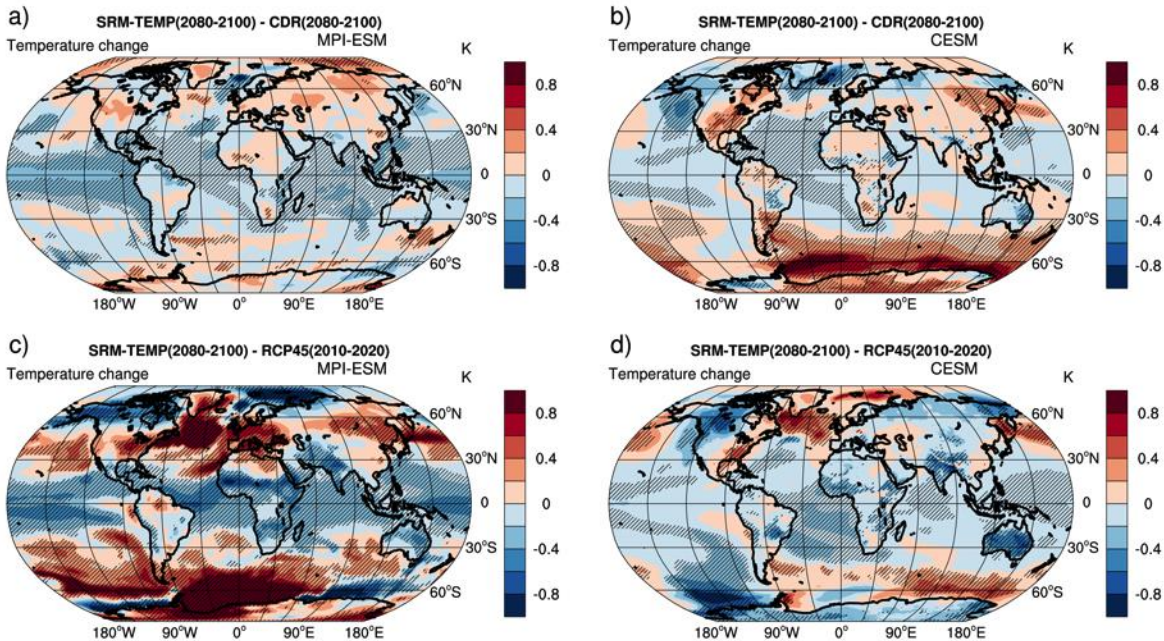 a)
SRM-TEMP(2080-2100) - CDR(2080-2100)
Temperature change MPI-ESM K
0.8
60°N
0.4
30°N
0 0
-0.4
30°S
60°S -0.8
180°W 90°W 0° 90°E 180°E
b)
SRM-TEMP(2080-2100) - CDR(2080-2100)
Temperature change CESM K
0.8
60°N
0.4
30°N
0 0
-0.4
30°S
60°S -0.8
180°W 90°W 0° 90°E 180°E
c)
SRM-TEMP(2080-2100) - RCP45(2010-2020)
Temperature change MPI-ESM K
0.8
60°N
0.4
30°N
0 0
-0.4
30°S
60°S -0.8
180°W 90°W 0° 90°E 180°E
d)
SRM-TEMP(2080-2100) - RCP45(2010-2020)
Temperature change CESM K
0.8
60°N
0.4
30°N
0 0
-0.4
30°S
60°S -0.8
180°W 90°W 0° 90°E 180°E